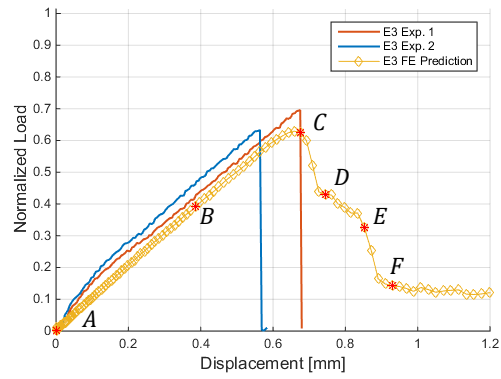 E3 Exp. 1
E3 Exp. 2
E3 FE Prediction
1
0.9
0.8
0.7
0.6
0.5
0.4
0.3
0.2
0.1
0
Normalized Load
A
B
C
D
E
F
0 0.2 0.4 0.6 0.8 1.0 1.2
Displacement [mm]